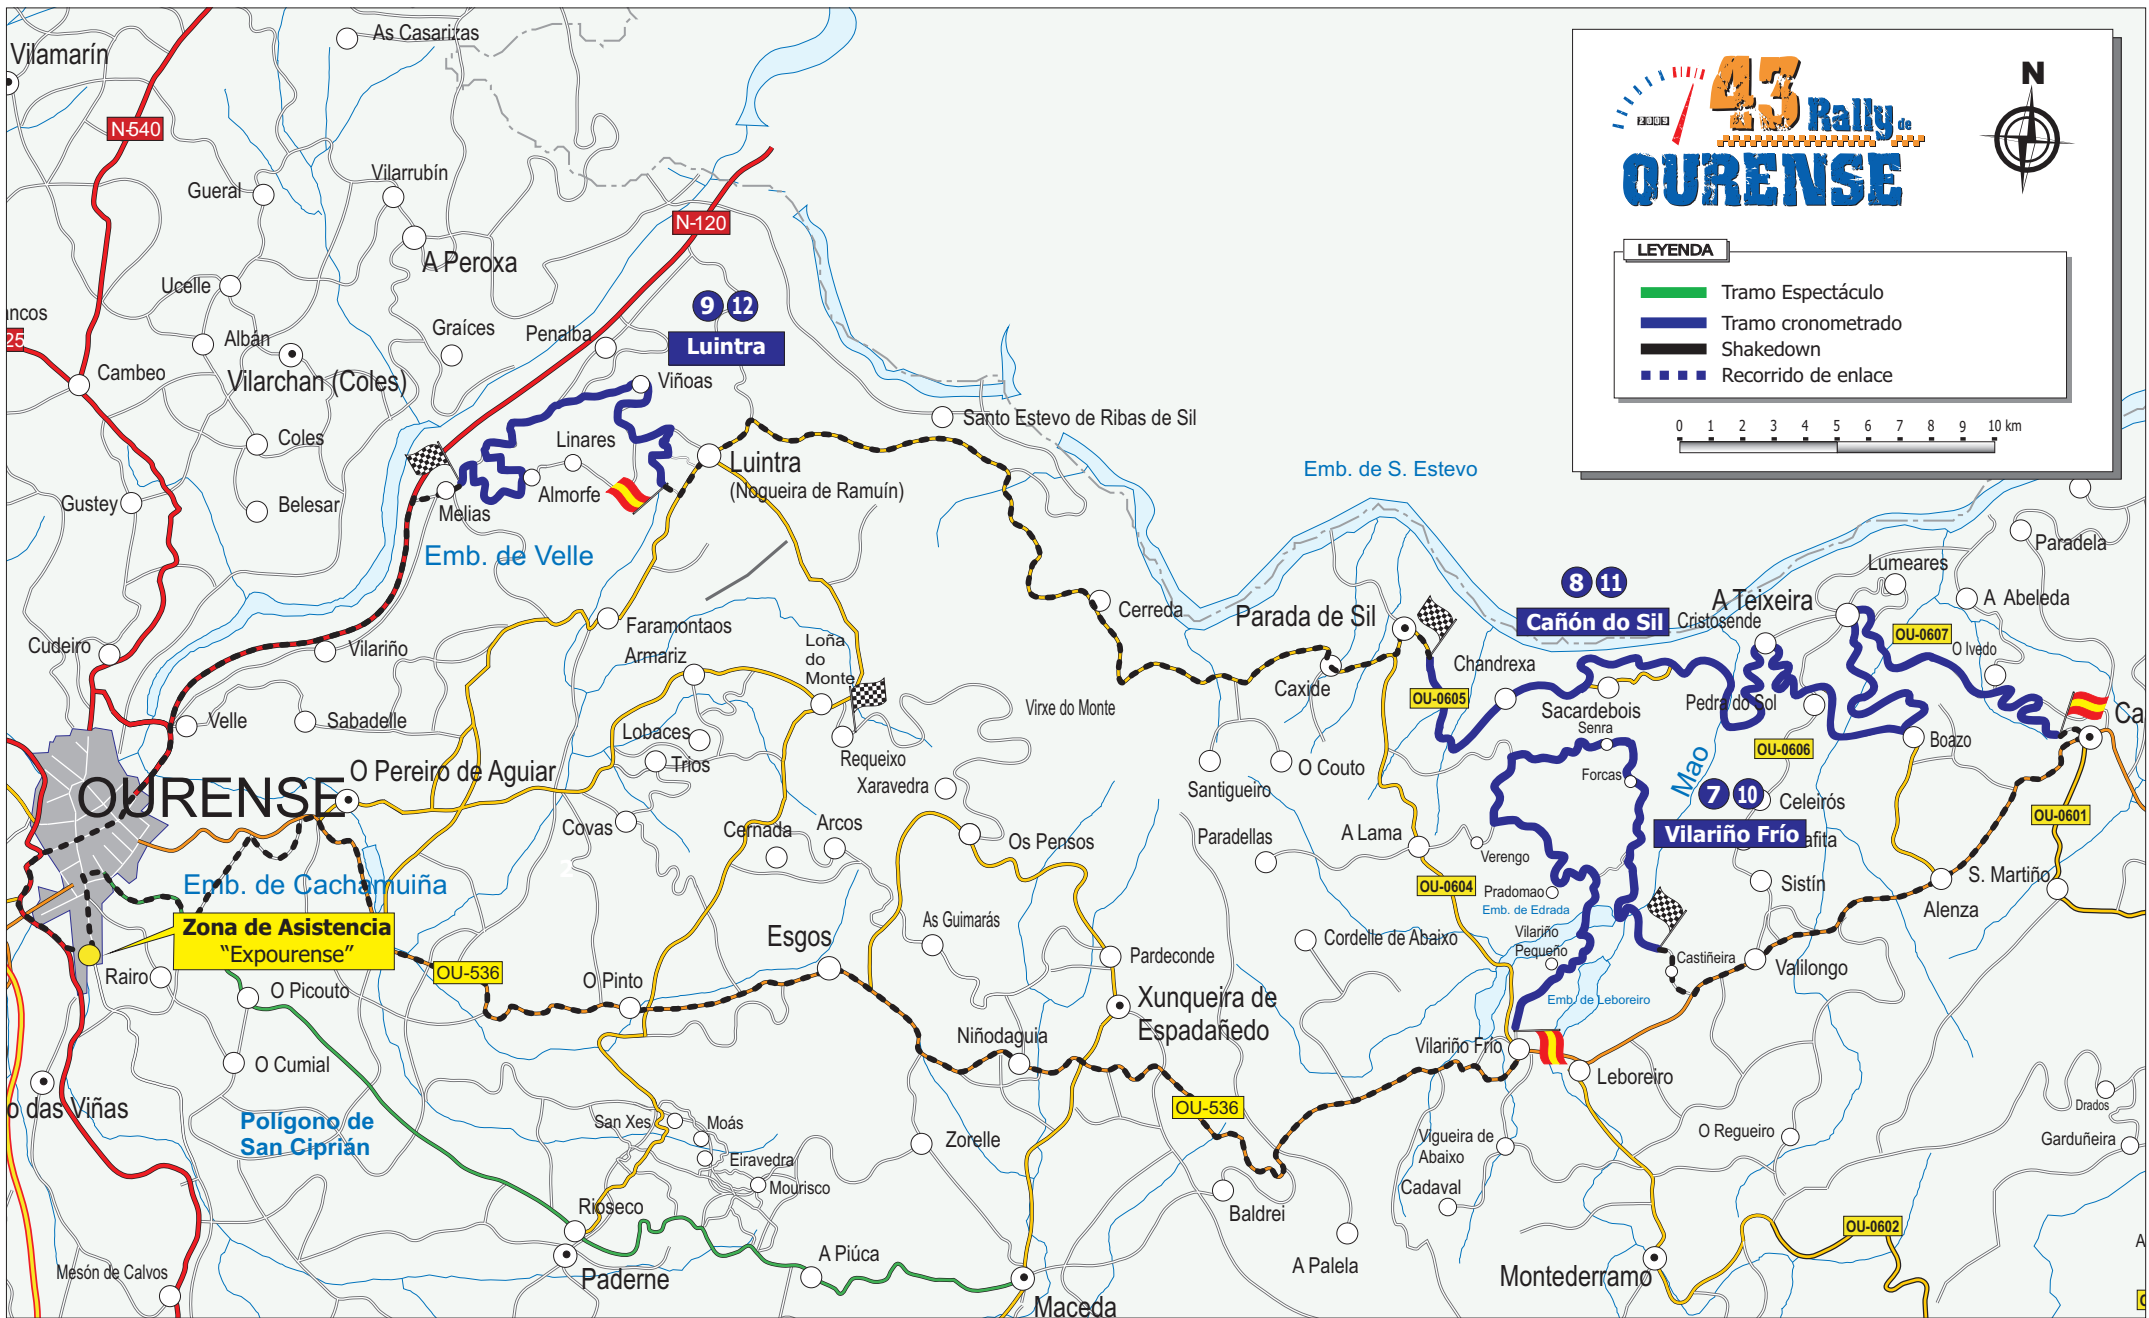 Vilamarín
As Casarizas
N-540
Gueral
Vilarrubín
N-120
A Peroxa
Ucelle
ncos
25
Albán
Graíces
Penalba
9 12
Luintra
Cambeo
Vilarchan (Coles)
Viñoas
Santo Estevo de Ribas de Sil
Coles
Linares
Luintra
(Nogueira de Ramuín)
Gustey
Belesar
Melias
Almorfe
Emb. de Velle
Emb. de S. Estevo
43 Rally de
OURENSE
2009
N
LEYENDA
Tramo Espectáculo
Tramo cronometrado
Shakedown
Recorrido de enlace
0 1 2 3 4 5 6 7 8 9 10 km
Paradela
Lumeares
A Abeleda
8 11
Cañón do Sil
A Teixeira
Cristosende
OU-0607
O Ivedo
Cerreda
Parada de Sil
Faramontaos
Armariz
Loña
do
Monte
Cudeiro
Vilariño
Caxide
Chandrexa
OU-0605
Sacardebois
Senra
Pedra do Sol
Ca
Velle
Sabadelle
Lobaces
Trios
Requeixo
Virxe do Monte
Boazo
OU-0606
Forcas
Mao
OURENSE
O Pereiro de Aguiar
Xaravedra
Santigueiro
O Couto
7 10
Vilariño Frío
Celeirós
afita
OU-0601
Covas
Cernada
Arcos
Os Pensos
Paradellas
A Lama
Verengo
2
Emb. de Cachamuiña
OU-0604
Pradomao
Emb. de Edrada
Sistín
S. Martiño
Alenza
Zona de Asistencia
“Expourense”
As Guimarás
Vilariño
Pequeño
Esgos
Cordelle de Abaixo
Pardeconde
Castiñeira
Valilongo
Rairo
O Picouto
OU-536
O Pinto
Xunqueira de
Espadañedo
Emb. de Leboreiro
Niñodaguia
Vilariño Frío
Leboreiro
O Cumial
o das Viñas
Polígono de
San Ciprián
OU-536
San Xes
Moás
Eiravedra
Mourisco
Zorelle
Vigueira de
Abaixo
O Regueiro
Drados
Garduñeira
Cadaval
Rioseco
Baldrei
OU-0602
A
A Piúca
A Palela
Mesón de Calvos
Paderne
Montederramo
Maceda